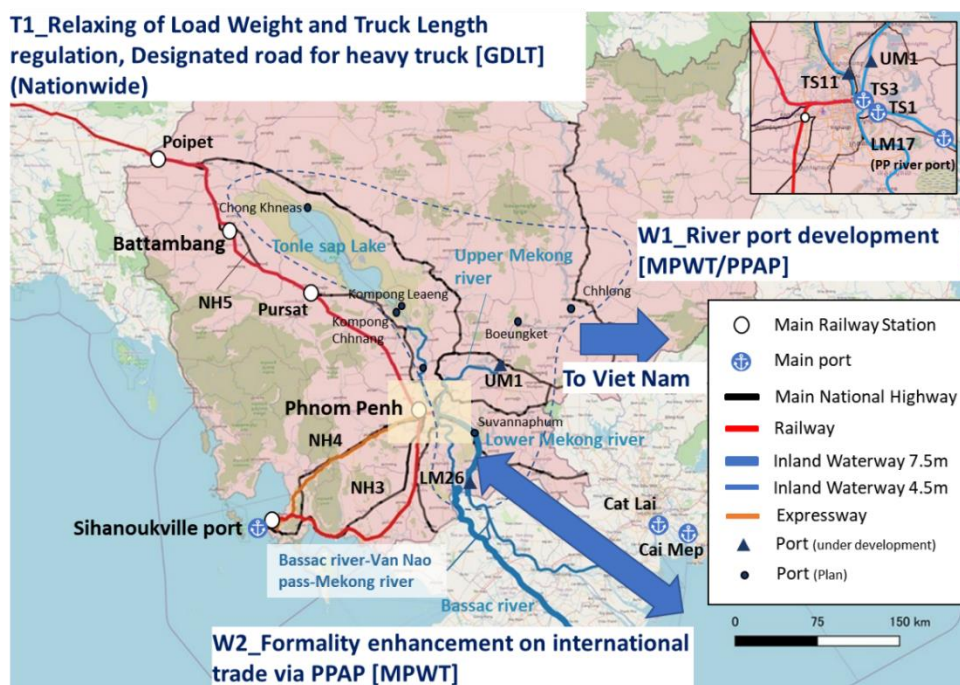 T1_Relaxing of Load Weight and Truck Length
regulation, Designated road for heavy truck [GDLT]
(Nationwide)
UM1
TS11
TS3
TS1
LM17
(PP river port)
Poipet
Chong Khneas
Battambang
Tonle sap Lake
W1_River port development
[MPWT/PPAP]
Upper Mekong
river
NH5
Pursat
Kompong Leaeng
Kompong
Chhnang
Chhlong
Boeungket
To Viet Nam
UM1
Phnom Penh
Suvannaphum
Lower Mekong river
NH4
NH3
LM26
Sihanoukville port
Cat Lai
Cai Mep
Bassac river-Van Nao
pass-Mekong river
Bassac river
W2_Formality enhancement on international
trade via PPAP [MPWT]
Main Railway Station
Main port
Main National Highway
Railway
Inland Waterway 7.5m
Inland Waterway 4.5m
Expressway
Port (under development)
Port (Plan)
0 75 150 km